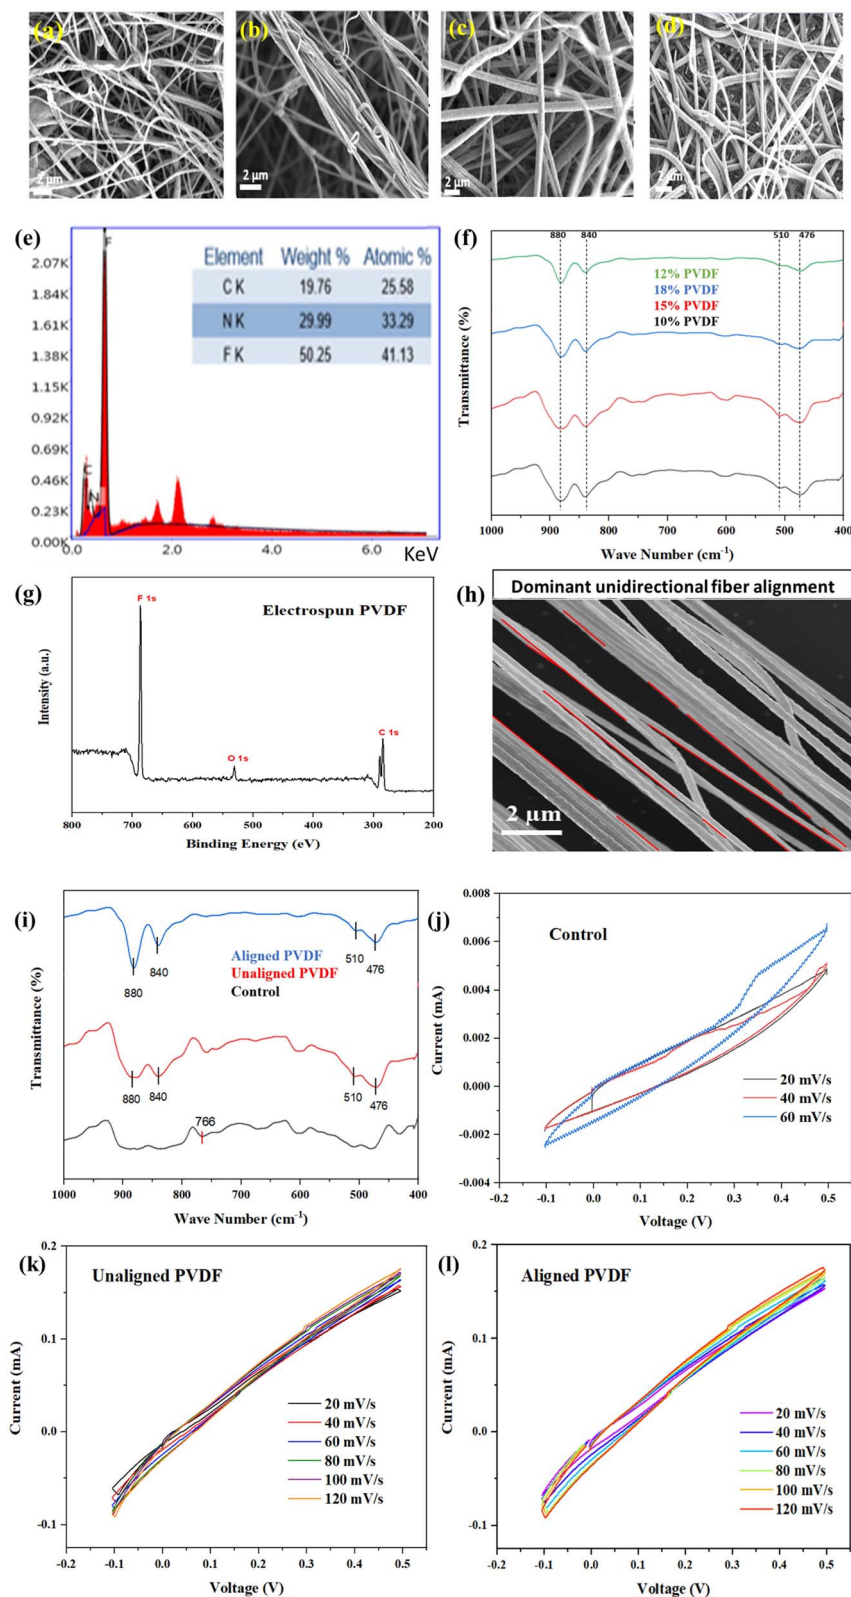 (a)
(b)
(c)
(d)
2 µm
2 µm
2 µm
2 µm
(e)
F
2.07K
1.84K
1.61K
1.38K
1.15K
0.92K
0.69K
0.46K
0.23K
0.00K
C
N
0.0 2.0 4.0 6.0
KeV
Element Weight % Atomic %
C K 19.76 25.58
N K 29.99 33.29
F K 50.25 41.13
(f)
880 840 510 476
12% PVDF
18% PVDF
15% PVDF
10% PVDF
Transmittance (%)
1000 900 800 700 600 500 400
Wave Number (cm-1)
(g)
F 1s
Electrospun PVDF
O 1s
C 1s
Intensity (a.u.)
800 700 600 500 400 300 200
Binding Energy (eV)
(h)
Dominant unidirectional fiber alignment
2 µm
(i)
Aligned PVDF
Unaligned PVDF
Control
880 840 510 476
880 840 510 476
766
Transmittance (%)
1000 900 800 700 600 500 400
Wave Number (cm-1)
(j)
Control
0.008
0.006
0.004
0.002
0.000
-0.002
-0.004
20 mV/s
40 mV/s
60 mV/s
Current (mA)
-0.1 0.0 0.1 0.2 0.3 0.4 0.5
Voltage (V)
(k)
Unaligned PVDF
0.2
0.1
0.0
-0.1
20 mV/s
40 mV/s
60 mV/s
80 mV/s
100 mV/s
120 mV/s
Current (mA)
-0.2 -0.1 0.0 0.1 0.2 0.3 0.4 0.5
Voltage (V)
(l)
Aligned PVDF
0.2
0.1
0.0
-0.1
20 mV/s
40 mV/s
60 mV/s
80 mV/s
100 mV/s
120 mV/s
Current (mA)
-0.2 -0.1 0.0 0.1 0.2 0.3 0.4 0.5
Voltage (V)